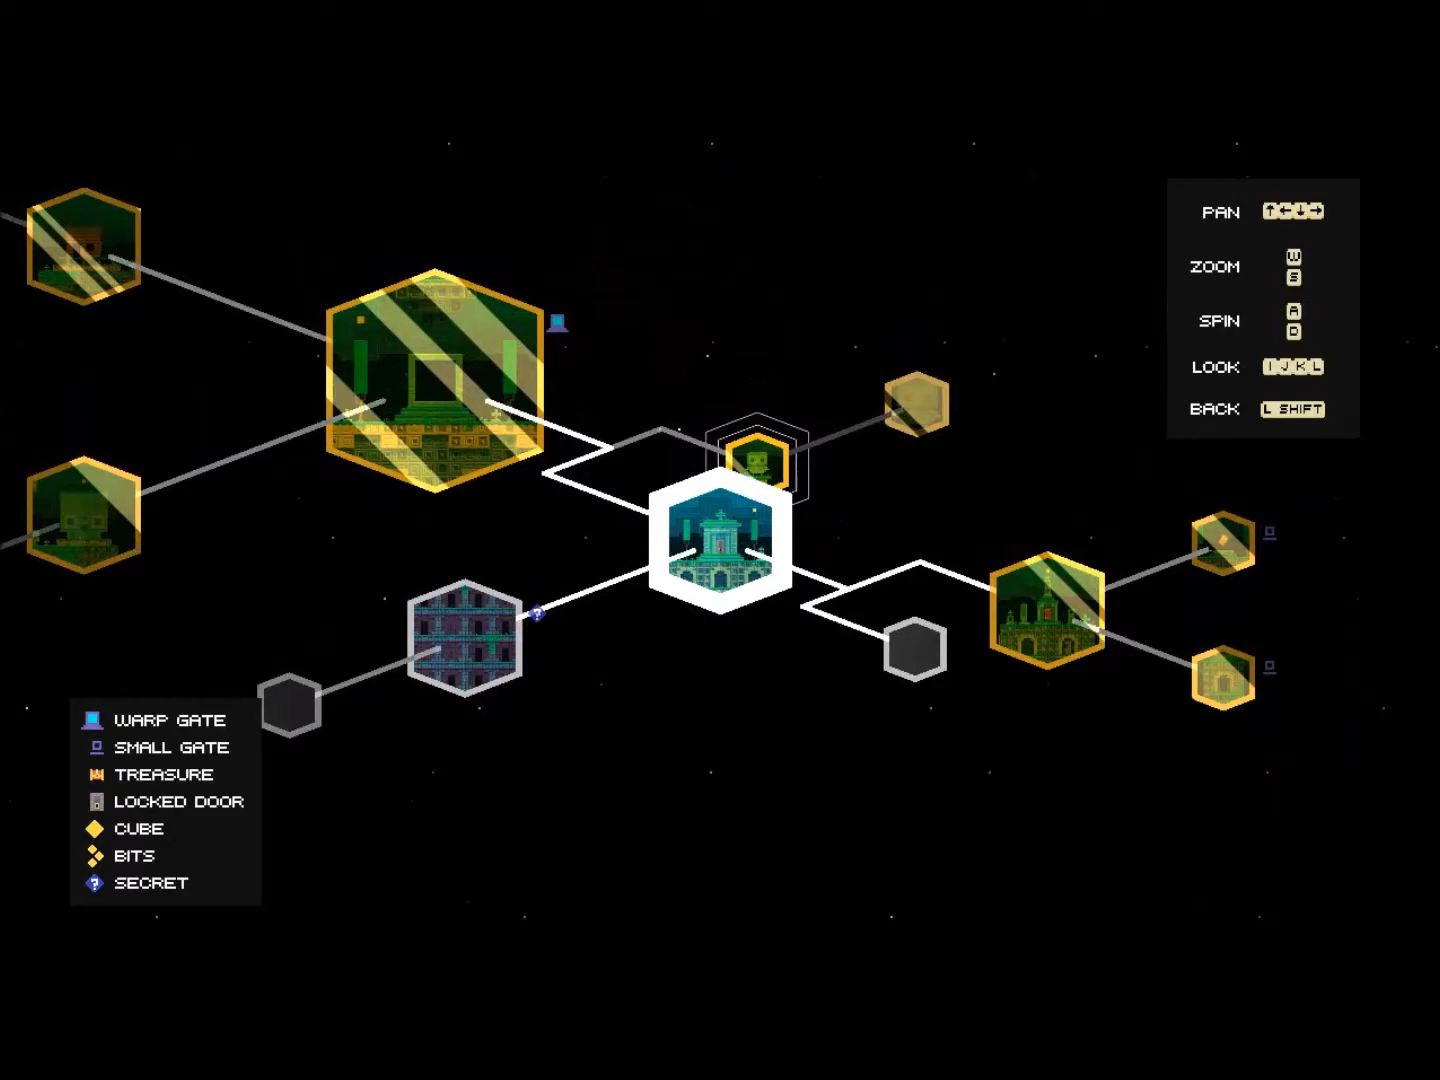 PAN
ZOOM W
S
SPIN A
D
LOOK I J K L
BACK L SHIFT
?
WARP GATE
SMALL GATE
TREASURE
LOCKED DOOR
CUBE
BITS
? SECRET